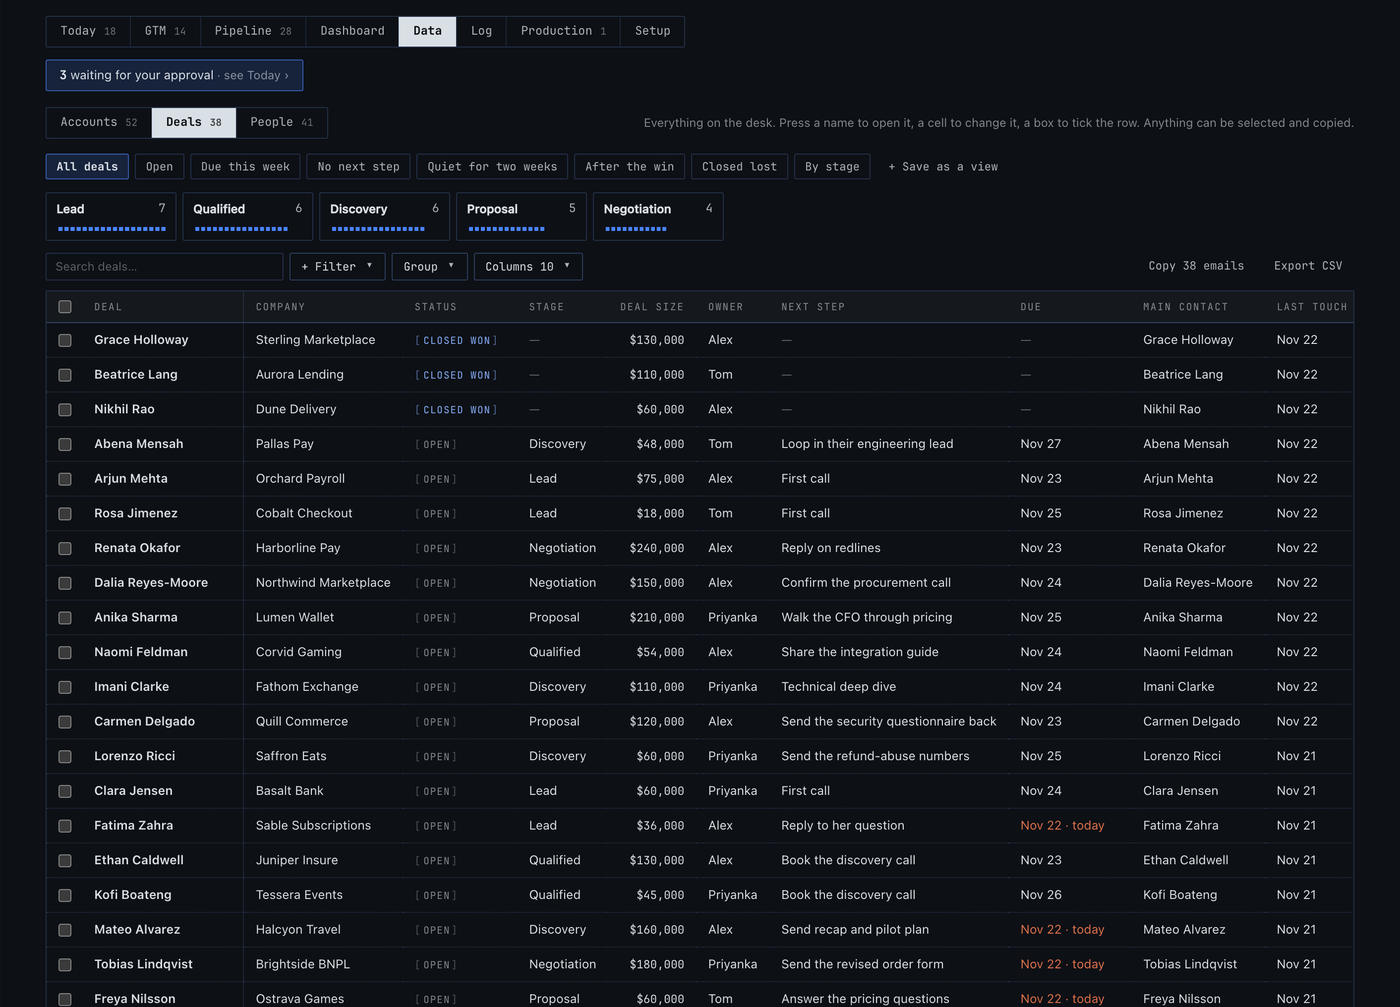 Today 18 GTM 14 Pipeline 28 Dashboard Data Log Production 1 Setup
3 waiting for your approval · see Today ›
Accounts 52 Deals 38 People 41
Everything on the desk. Press a name to open it, a cell to change it, a box to tick the row. Anything can be selected and copied.
All deals Open Due this week No next step Quiet for two weeks After the win Closed lost By stage + Save as a view
Lead 7 Qualified 6 Discovery 6 Proposal 5 Negotiation 4
Search deals... + Filter ▾ Group ▾ Columns 10 ▾ Copy 38 emails Export CSV
DEAL COMPANY STATUS STAGE DEAL SIZE OWNER NEXT STEP DUE MAIN CONTACT LAST TOUCH
Grace Holloway Sterling Marketplace [CLOSED WON] — $130,000 Alex — — Grace Holloway Nov 22
Beatrice Lang Aurora Lending [CLOSED WON] — $110,000 Tom — — Beatrice Lang Nov 22
Nikhil Rao Dune Delivery [CLOSED WON] — $60,000 Alex — — Nikhil Rao Nov 22
Abena Mensah Pallas Pay [OPEN] Discovery $48,000 Tom Loop in their engineering lead Nov 27 Abena Mensah Nov 22
Arjun Mehta Orchard Payroll [OPEN] Lead $75,000 Alex First call Nov 23 Arjun Mehta Nov 22
Rosa Jimenez Cobalt Checkout [OPEN] Lead $18,000 Tom First call Nov 25 Rosa Jimenez Nov 22
Renata Okafor Harborline Pay [OPEN] Negotiation $240,000 Alex Reply on redlines Nov 23 Renata Okafor Nov 22
Dalia Reyes-Moore Northwind Marketplace [OPEN] Negotiation $150,000 Alex Confirm the procurement call Nov 24 Dalia Reyes-Moore Nov 22
Anika Sharma Lumen Wallet [OPEN] Proposal $210,000 Priyanka Walk the CFO through pricing Nov 25 Anika Sharma Nov 22
Naomi Feldman Corvid Gaming [OPEN] Qualified $54,000 Alex Share the integration guide Nov 24 Naomi Feldman Nov 22
Imani Clarke Fathom Exchange [OPEN] Discovery $110,000 Priyanka Technical deep dive Nov 24 Imani Clarke Nov 22
Carmen Delgado Quill Commerce [OPEN] Proposal $120,000 Alex Send the security questionnaire back Nov 23 Carmen Delgado Nov 22
Lorenzo Ricci Saffron Eats [OPEN] Discovery $60,000 Priyanka Send the refund-abuse numbers Nov 25 Lorenzo Ricci Nov 21
Clara Jensen Basalt Bank [OPEN] Lead $60,000 Priyanka First call Nov 24 Clara Jensen Nov 21
Fatima Zahra Sable Subscriptions [OPEN] Lead $36,000 Alex Reply to her question Nov 22 · today Fatima Zahra Nov 21
Ethan Caldwell Juniper Insure [OPEN] Qualified $130,000 Alex Book the discovery call Nov 23 Ethan Caldwell Nov 21
Kofi Boateng Tessera Events [OPEN] Qualified $45,000 Priyanka Book the discovery call Nov 26 Kofi Boateng Nov 21
Mateo Alvarez Halcyon Travel [OPEN] Discovery $160,000 Alex Send recap and pilot plan Nov 22 · today Mateo Alvarez Nov 21
Tobias Lindqvist Brightside BNPL [OPEN] Negotiation $180,000 Priyanka Send the revised order form Nov 22 · today Tobias Lindqvist Nov 21
Freya Nilsson Ostrava Games [OPEN] Proposal $60,000 Tom Answer the pricing questions Nov 22 · today Freya Nilsson Nov 21